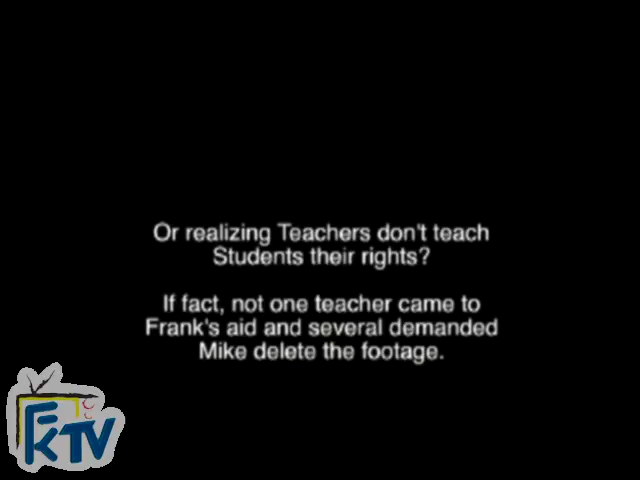 Or realizing Teachers don't teach
Students their rights?
If fact, not one teacher came to
Frank's aid and several demanded
Mike delete the footage.
FKTV